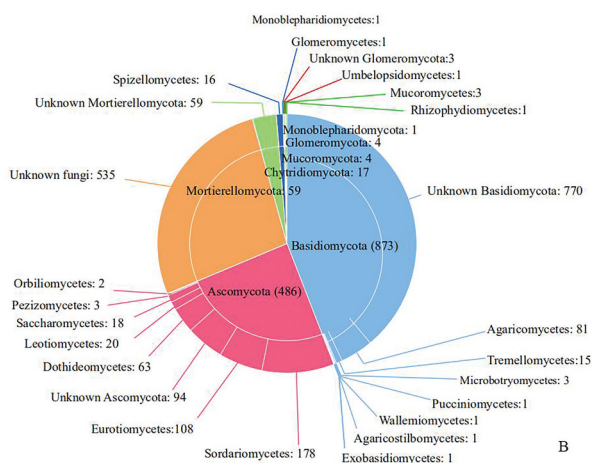 Monoblepharidiomycetes:1
Glomeromycetes:1
Unknown Glomeromycota:3
Umbelopsidomycetes:1
Mucoromycetes:3
Rhizophydiomycetes:1
Spizellomycetes: 16
Unknown Mortierellomycota: 59
Monoblepharidomycota: 1
Glomeromycota: 4
Mucoromycota: 4
Chytridiomycota: 17
Mortierellomycota: 59
Unknown fungi: 535
Unknown Basidiomycota: 770
Basidiomycota (873)
Ascomycota (486)
Orbiliomycetes: 2
Pezizomycetes: 3
Saccharomycetes: 18
Leotiomycetes: 20
Dothideomycetes: 63
Unknown Ascomycota: 94
Eurotiomycetes:108
Sordariomycetes: 178
Agaricomycetes: 81
Tremellomycetes:15
Microbotryomycetes: 3
Pucciniomycetes:1
Wallemiomycetes: 1
Agaricostilbomycetes: 1
Exobasidiomycetes: 1
B